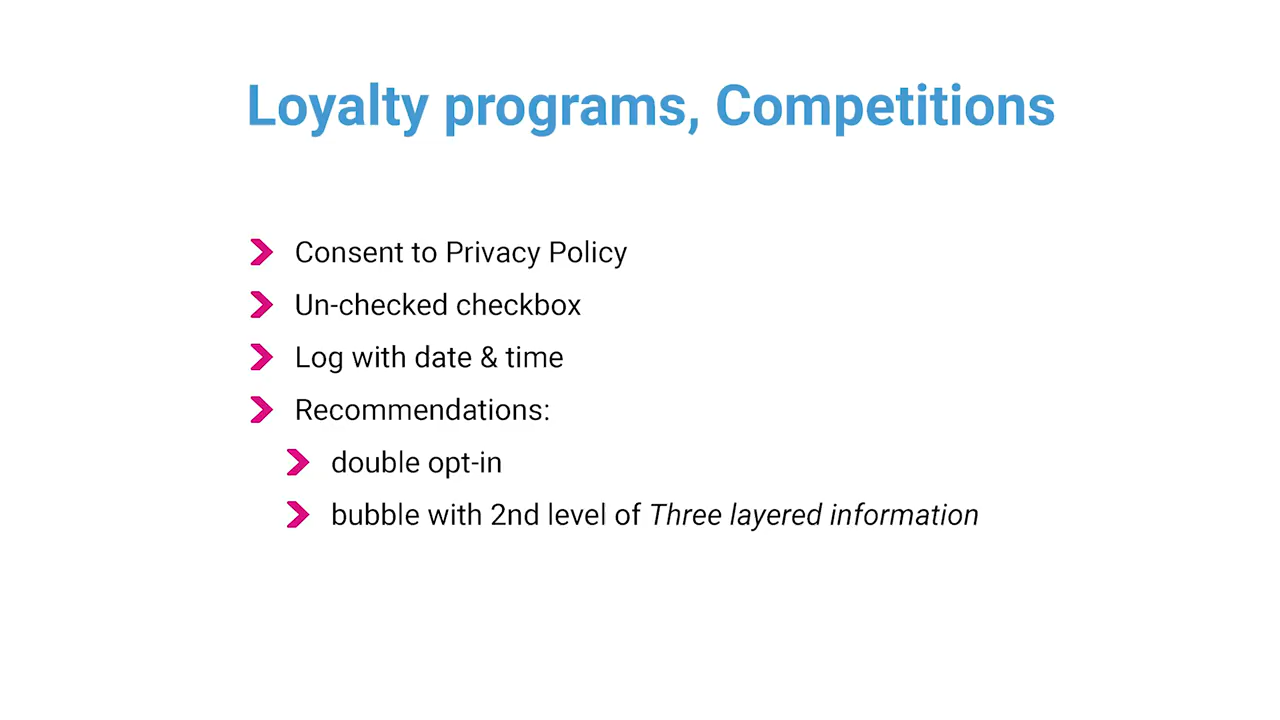 Loyalty programs, Competitions
Consent to Privacy Policy
Un-checked checkbox
Log with date & time
Recommendations:
double opt-in
bubble with 2nd level of Three layered information